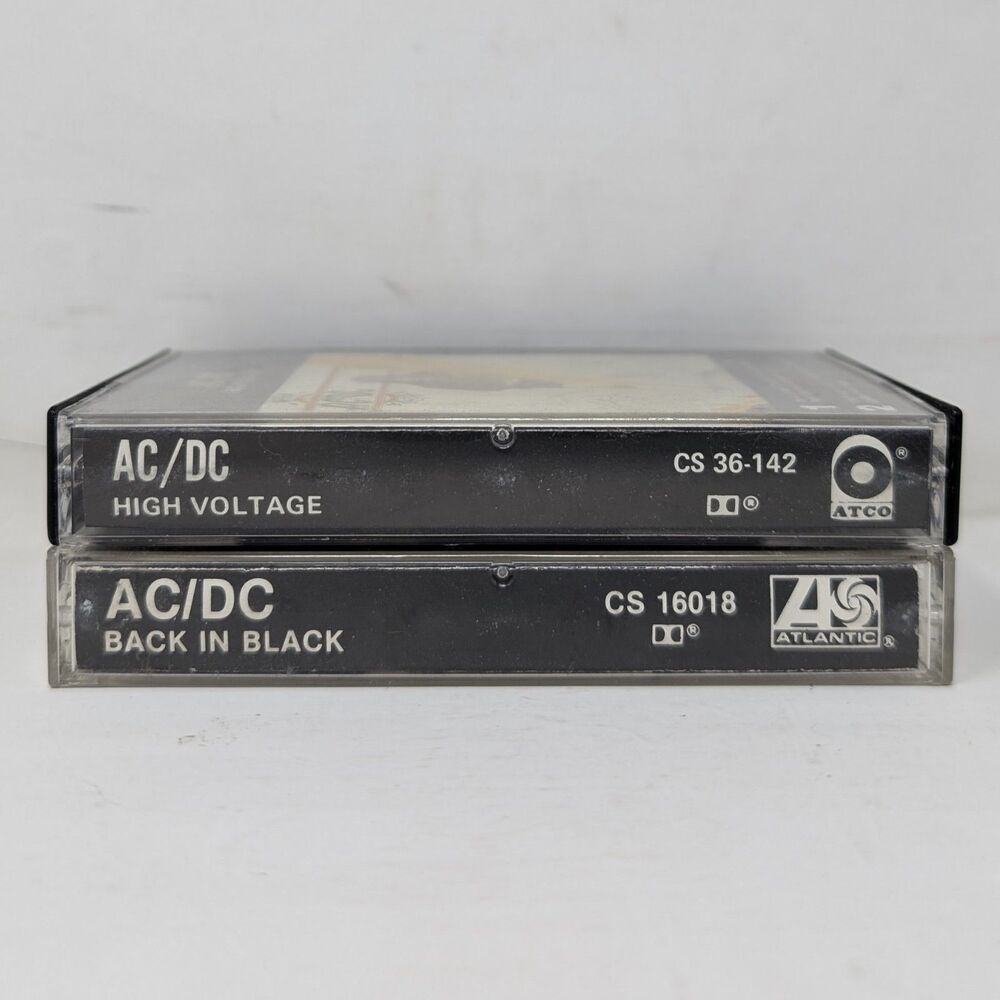 AC/DC
HIGH VOLTAGE
CS 36-142
®
ATCO
®
AC/DC
BACK IN BLACK
CS 16018
®
ATLANTIC
®